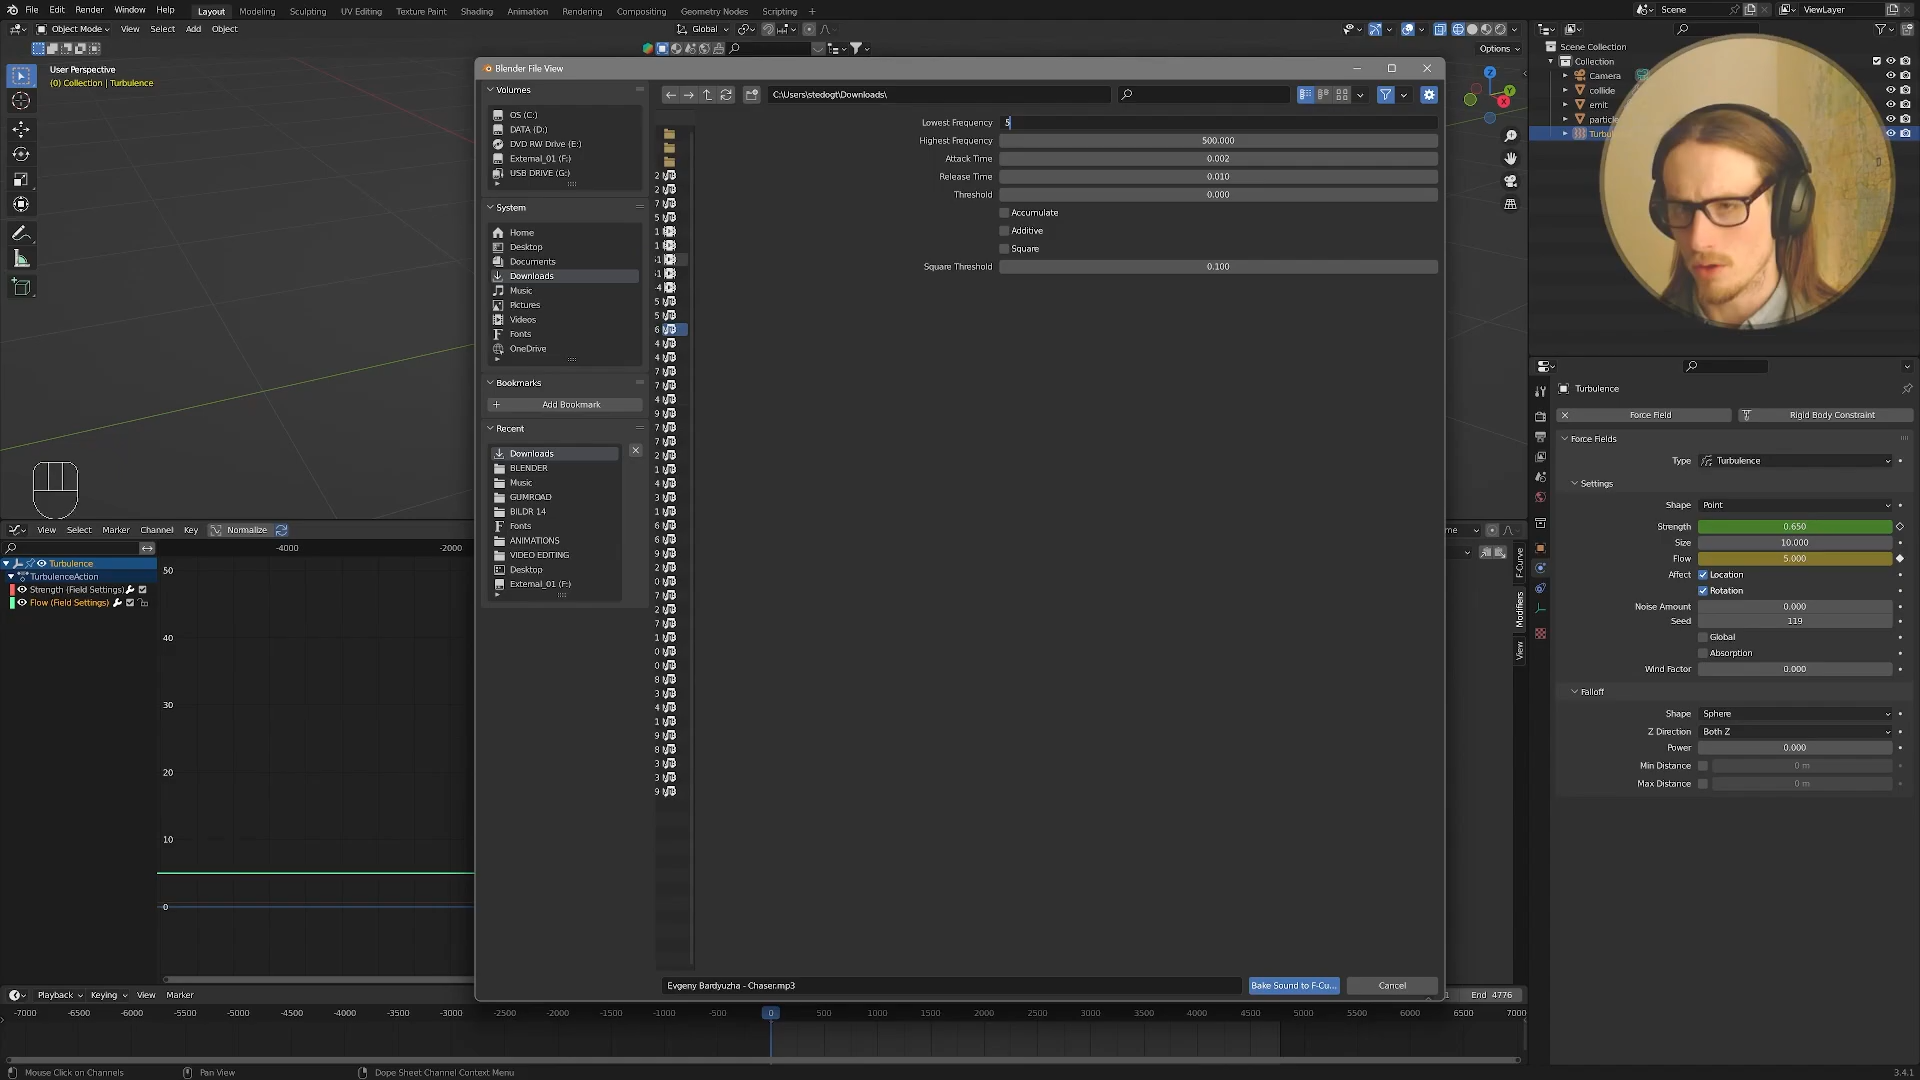 File Edit Render Window Help
Layout Modeling Sculpting UV Editing Texture Paint Shading Animation Rendering Compositing Geometry Nodes Scripting +
Scene
ViewLayer
Object Mode View Select Add Object
Global
Options
User Perspective
(0) Collection | Turbulence
Blender File View
Volumes
OS (C:)
DATA (D:)
DVD RW Drive (E:)
External_01 (F:)
USB DRIVE (G:)
System
Home
Desktop
Documents
Downloads
Music
Pictures
Videos
Fonts
OneDrive
Bookmarks
Add Bookmark
Recent
Downloads
BLENDER
Music
GUMROAD
BILDR 14
Fonts
ANIMATIONS
VIDEO EDITING
Desktop
External_01 (F:)
C:\Users\stedogt\Downloads\
Lowest Frequency 5
Highest Frequency 500.000
Attack Time 0.002
Release Time 0.010
Threshold 0.000
Accumulate
Additive
Square
Square Threshold 0.100
Evgeny Bardyuzha - Chaser.mp3
Bake Sound to F-Cu...
Cancel
Scene Collection
Collection
Camera
collide
emit
particle
Turbul
Turbulence
Force Field
Rigid Body Constraint
Force Fields
Type Turbulence
Settings
Shape Point
Strength 0.650
Size 10.000
Flow 5.000
Affect Location
Rotation
Noise Amount 0.000
Seed 119
Global
Absorption
Wind Factor 0.000
Falloff
Shape Sphere
Z Direction Both Z
Power 0.000
Min Distance 0 m
Max Distance 0 m
View Select Marker Channel Key Normalize
-4000 -2000
Turbulence
TurbulenceAction
Strength (Field Settings)
Flow (Field Settings)
50
40
30
20
10
0
F-Curve
Modifiers
View
Playback Keying View Marker
1 End 4776
-7000 -6500 -6000 -5500 -5000 -4500 -4000 -3500 -3000 -2500 -2000 -1500 -1000 -500 0 500 1000 1500 2000 2500 3000 3500 4000 4500 5000 5500 6000 6500 7000
Mouse Click on Channels
Pan View
Dope Sheet Channel Context Menu
3.4.1